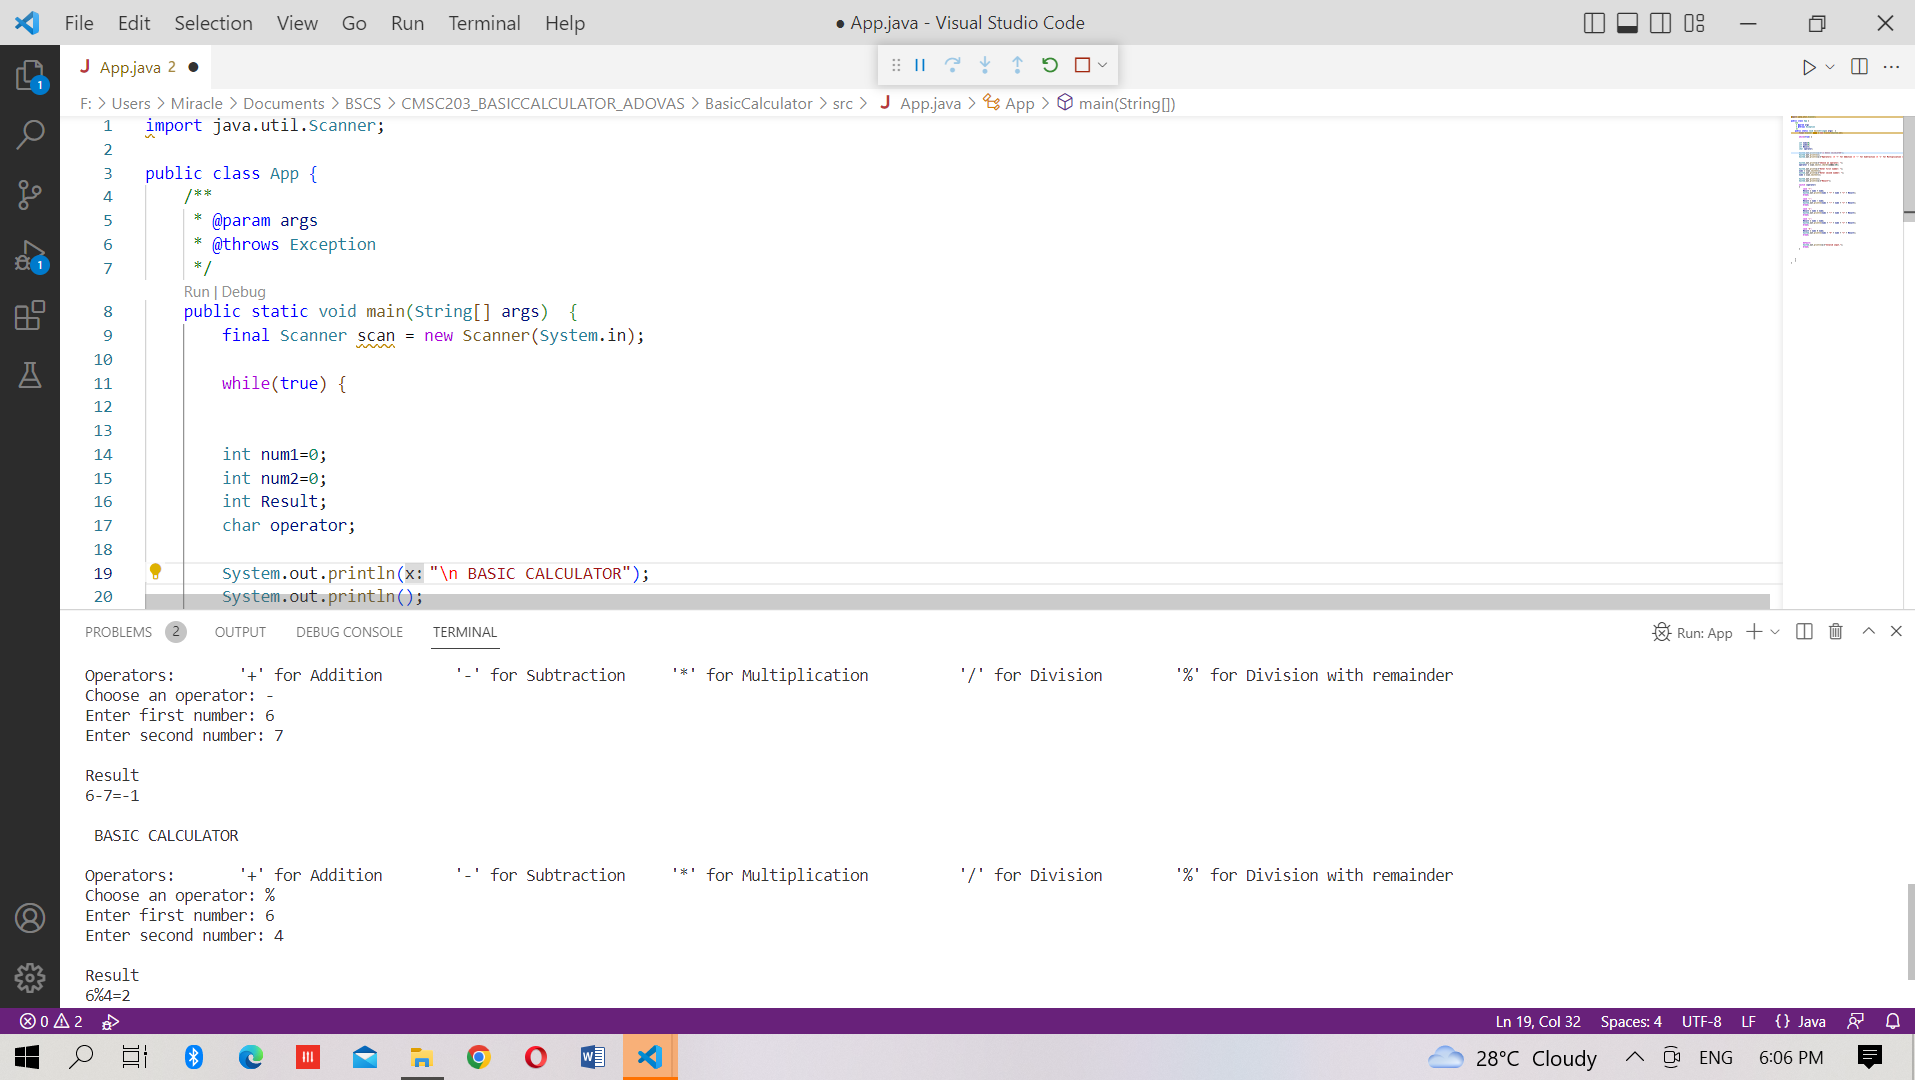 File Edit Selection View Go Run Terminal Help ● App.java - Visual Studio Code
J App.java 2 ●
F: > Users > Miracle > Documents > BSCS > CMSC203_BASICCALCULATOR_ADOVAS > BasicCalculator > src > J App.java > App > main(String[])
1 import java.util.Scanner;
2
3 public class App {
4 /**
5 * @param args
6 * @throws Exception
7 */
Run | Debug
8 public static void main(String[] args)  {
9 final Scanner scan = new Scanner(System.in);
10
11 while(true) {
12
13
14 int num1=0;
15 int num2=0;
16 int Result;
17 char operator;
18
19 System.out.println(x: "\n BASIC CALCULATOR");
20 System.out.println();
PROBLEMS 2 OUTPUT DEBUG CONSOLE TERMINAL Run: App
Operators: '+' for Addition '-' for Subtraction '*' for Multiplication '/' for Division '%' for Division with remainder
Choose an operator: -
Enter first number: 6
Enter second number: 7
Result
6-7=-1
BASIC CALCULATOR
Operators: '+' for Addition '-' for Subtraction '*' for Multiplication '/' for Division '%' for Division with remainder
Choose an operator: %
Enter first number: 6
Enter second number: 4
Result
6%4=2
0 2 Ln 19, Col 32 Spaces: 4 UTF-8 LF {} Java
28°C Cloudy ENG 6:06 PM